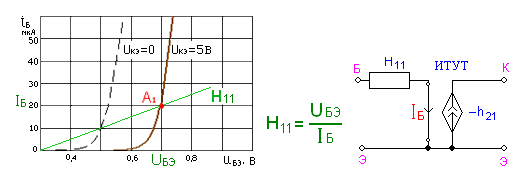 iБ
мкА
50
40
30
IБ 20
10
0
0,4
0,6
0,8
UБЭ
UБЭ, В
Uкэ=0
Uкэ=5В
A1
H11
H11 = UБЭ / IБ
H11
ИТУТ
Б
К
IБ
-h21
Э
Э